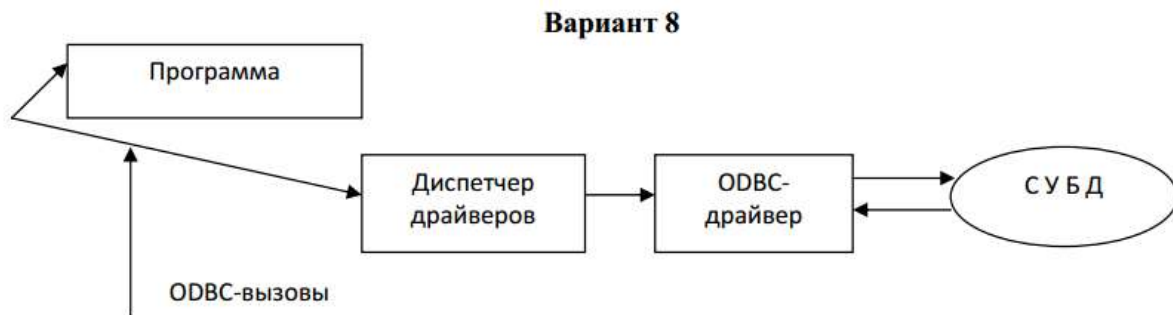 Вариант 8
Программа
Диспетчер
драйверов
ODBC-
драйвер
С У Б Д
ODBC-вызовы